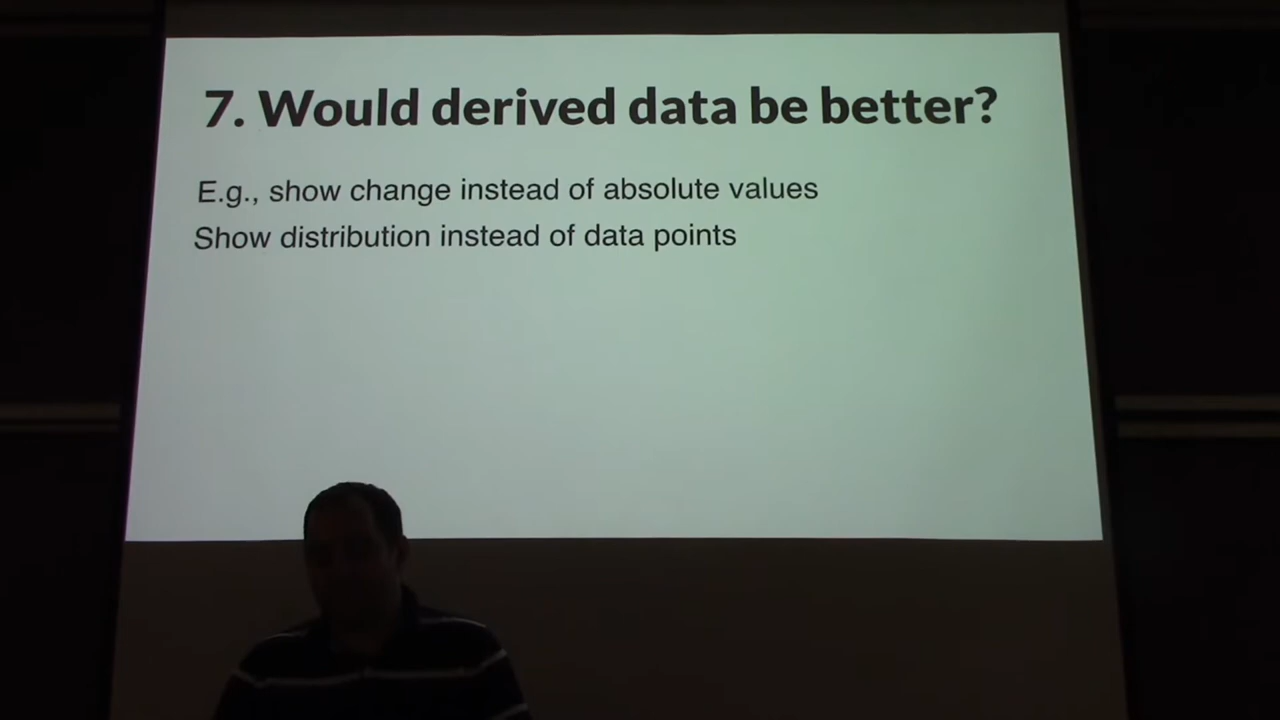 7. Would derived data be better?
E.g., show change instead of absolute values
Show distribution instead of data points